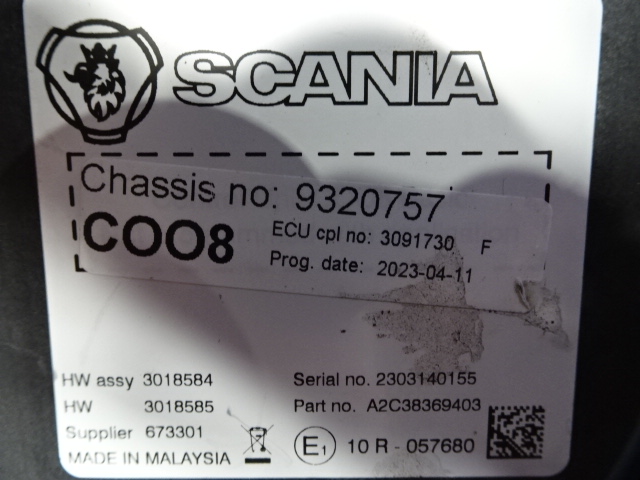 SCANIA
Chassis no: 9320757
COO8
ECU cpl no: 3091730 F
Prog. date: 2023-04-11
HW assy 3018584
HW 3018585
Supplier 673301
MADE IN MALAYSIA
Serial no. 2303140155
Part no. A2C38369403
E1 10 R - 057680